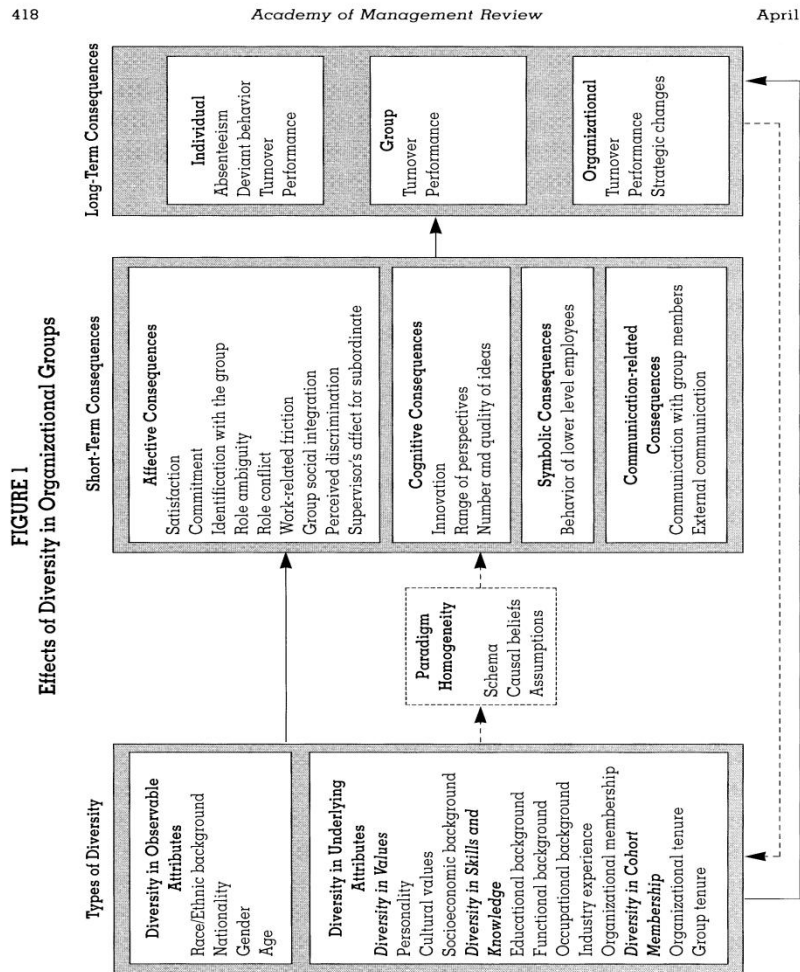 418
Academy of Management Review
April
FIGURE 1
Effects of Diversity in Organizational Groups
Types of Diversity
Diversity in Observable
Attributes
Race/Ethnic background
Nationality
Gender
Age
Diversity in Underlying
Attributes
Diversity in Values
Personality
Cultural values
Socioeconomic background
Diversity in Skills and
Knowledge
Educational background
Functional background
Occupational background
Industry experience
Organizational membership
Diversity in Cohort
Membership
Organizational tenure
Group tenure
Paradigm
Homogeneity
Schema
Causal beliefs
Assumptions
Short-Term Consequences
Affective Consequences
Satisfaction
Commitment
Identification with the group
Role ambiguity
Role conflict
Work-related friction
Group social integration
Perceived discrimination
Supervisor's affect for subordinate
Cognitive Consequences
Innovation
Range of perspectives
Number and quality of ideas
Symbolic Consequences
Behavior of lower level employees
Communication-related
Consequences
Communication with group members
External communication
Long-Term Consequences
Individual
Absenteeism
Deviant behavior
Turnover
Performance
Group
Turnover
Performance
Organizational
Turnover
Performance
Strategic changes